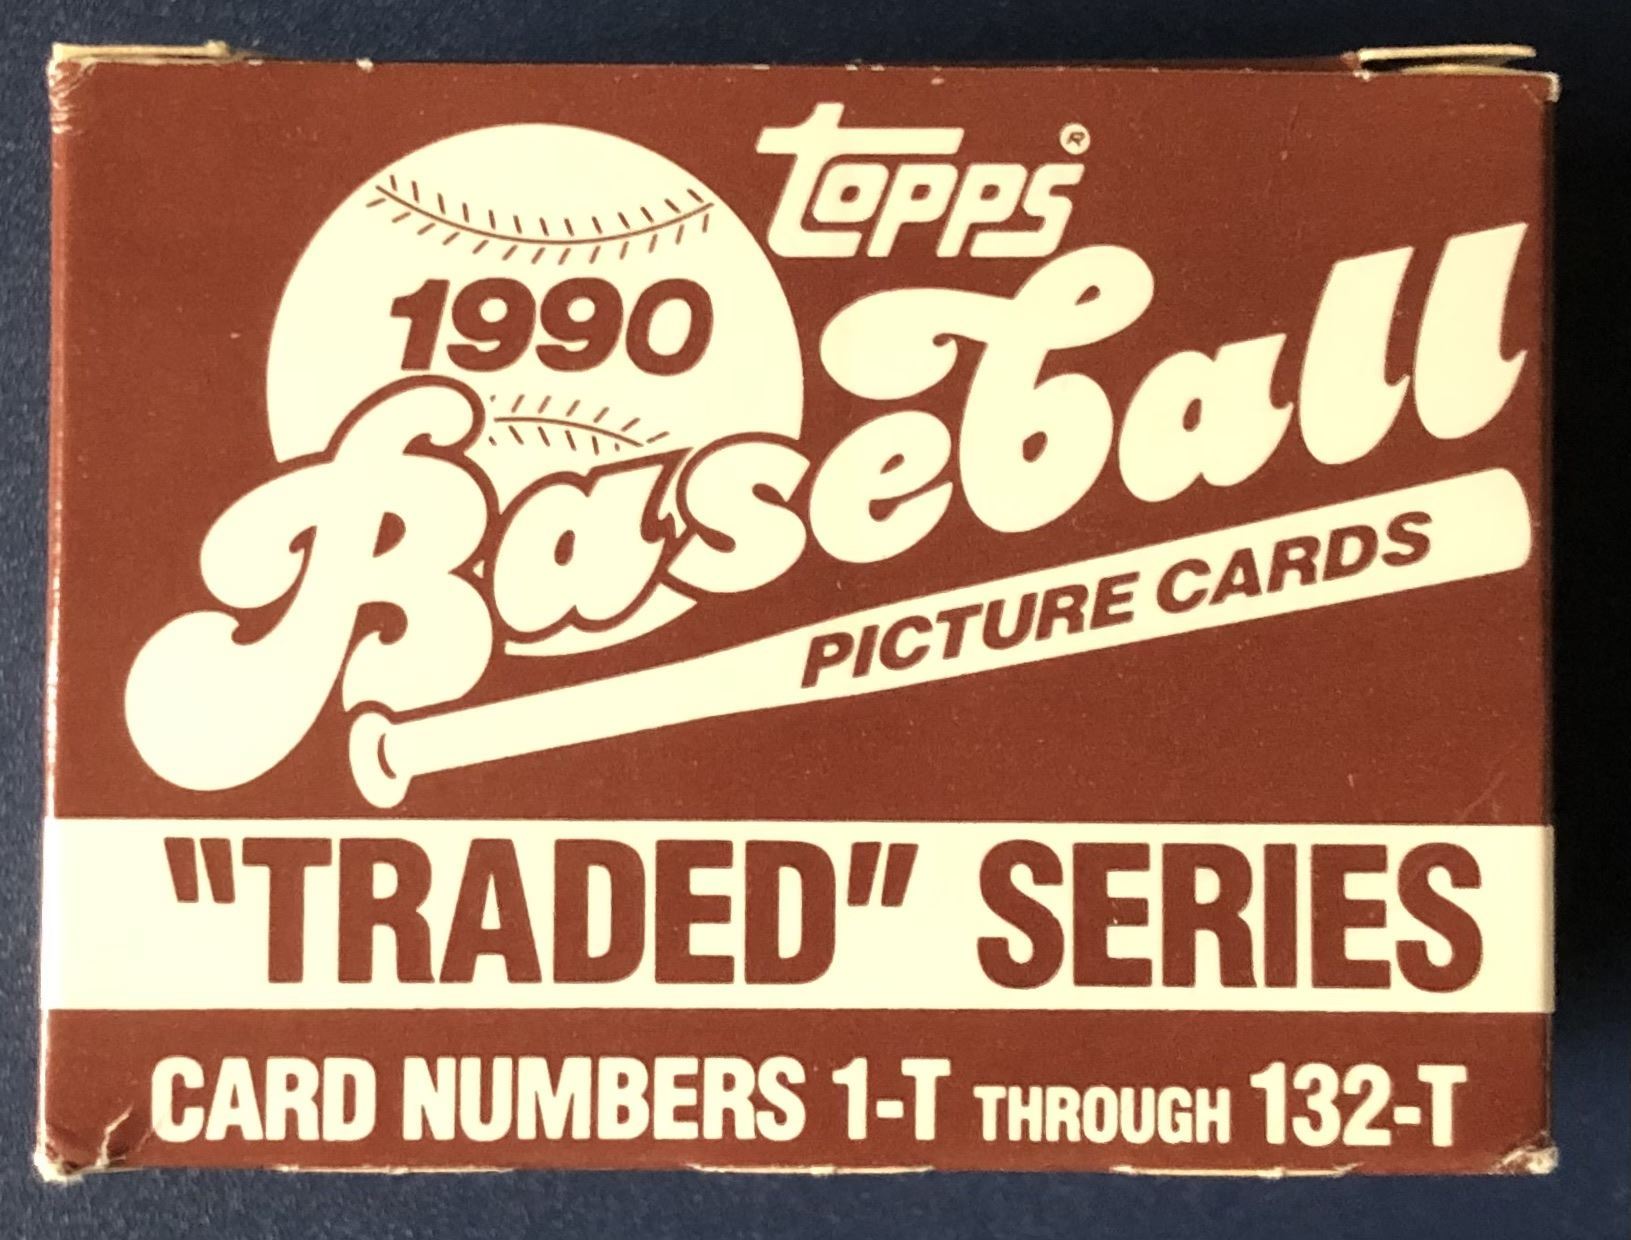 Topps®
1990
Baseball
PICTURE CARDS
"TRADED" SERIES
CARD NUMBERS 1-T THROUGH 132-T